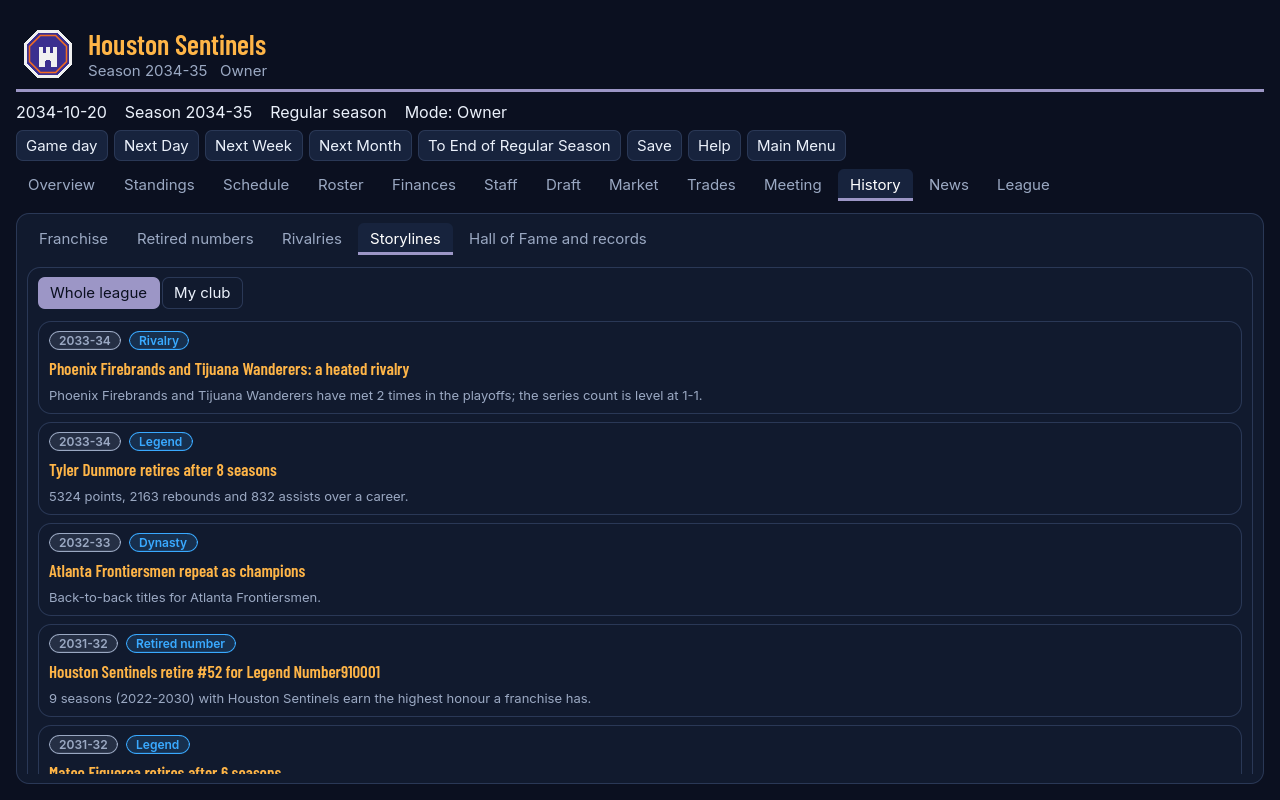 Houston Sentinels
Season 2034-35 Owner
2034-10-20 Season 2034-35 Regular season Mode: Owner
Game day Next Day Next Week Next Month To End of Regular Season Save Help Main Menu
Overview Standings Schedule Roster Finances Staff Draft Market Trades Meeting History News League
Franchise Retired numbers Rivalries Storylines Hall of Fame and records
Whole league My club
2033-34 Rivalry
Phoenix Firebrands and Tijuana Wanderers: a heated rivalry
Phoenix Firebrands and Tijuana Wanderers have met 2 times in the playoffs; the series count is level at 1-1.
2033-34 Legend
Tyler Dunmore retires after 8 seasons
5324 points, 2163 rebounds and 832 assists over a career.
2032-33 Dynasty
Atlanta Frontiersmen repeat as champions
Back-to-back titles for Atlanta Frontiersmen.
2031-32 Retired number
Houston Sentinels retire #52 for Legend Number910001
9 seasons (2022-2030) with Houston Sentinels earn the highest honour a franchise has.
2031-32 Legend
Mateo Figueroa retires after 6 seasons